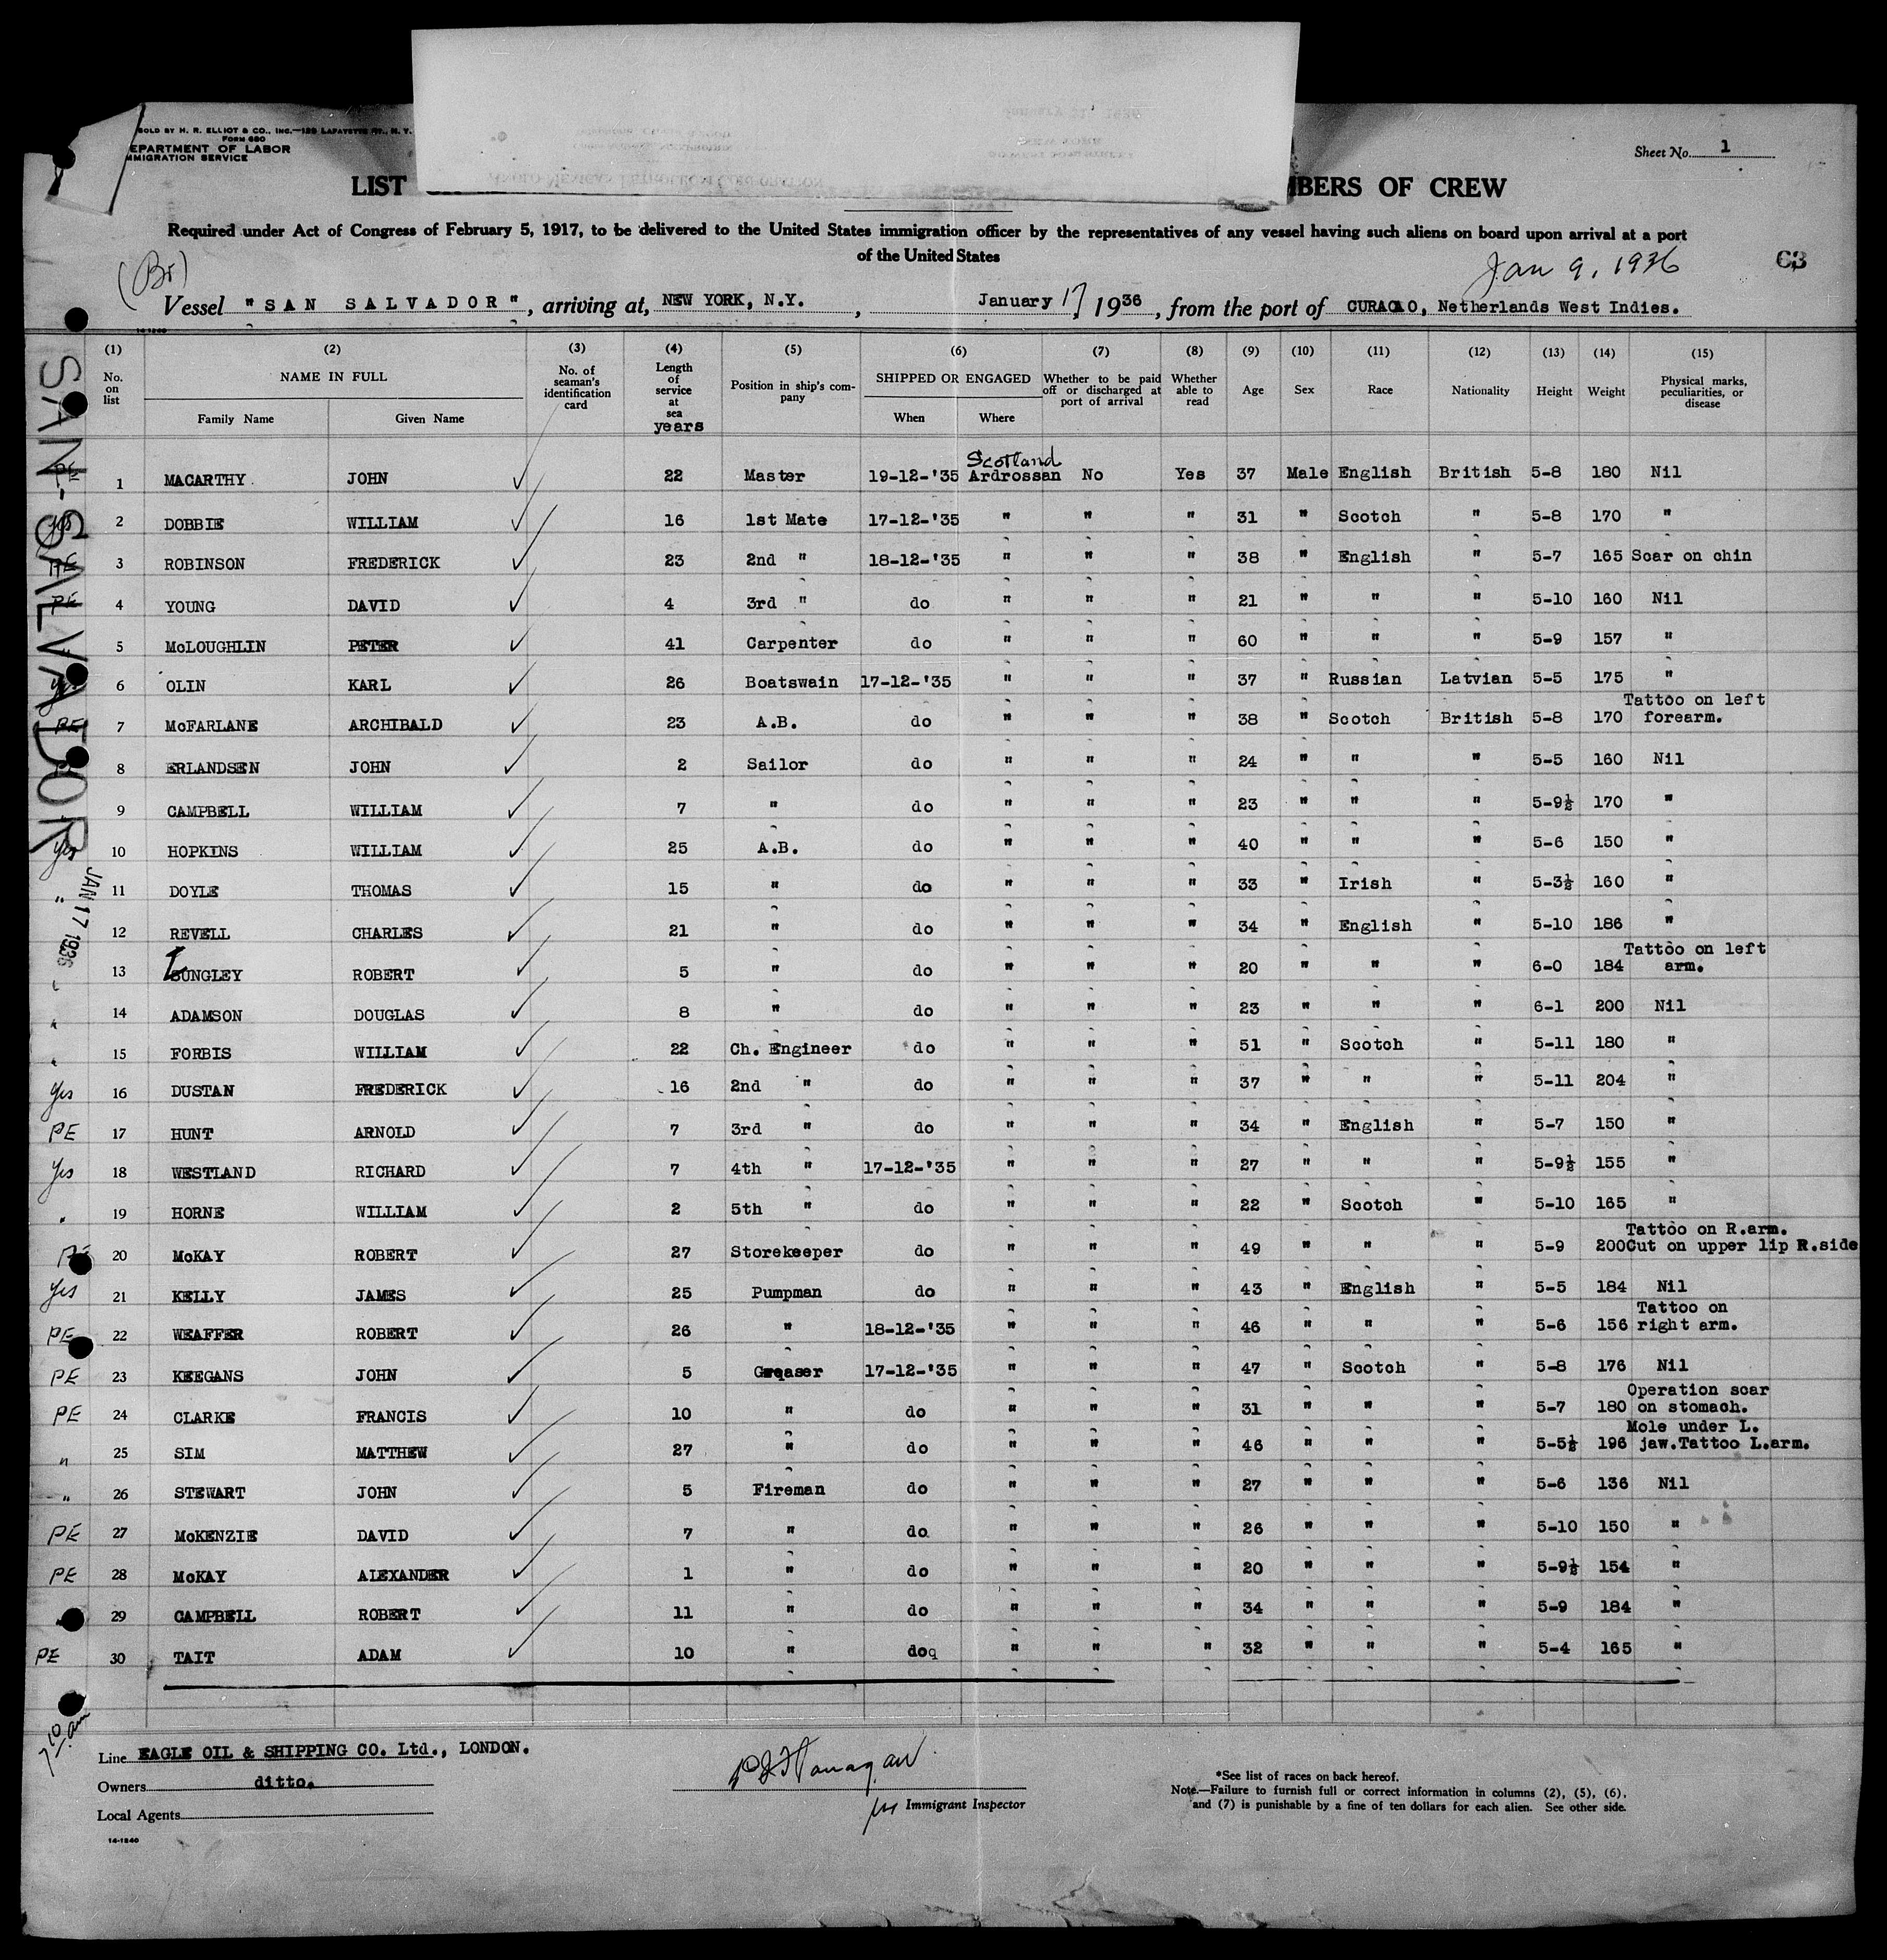 SOLD BY H. R. ELLIOT & CO., INC.—129 LAFAYETTE ST., N. Y.
FORM 680
EPARTMENT OF LABOR
MMIGRATION SERVICE
Sheet No. 1
LIST
MBERS OF CREW
Required under Act of Congress of February 5, 1917, to be delivered to the United States immigration officer by the representatives of any vessel having such aliens on board upon arrival at a port
of the United States
(Br)
Jan 9, 1936
Vessel "SAN SALVADOR", arriving at, NEW YORK, N.Y., January 17, 1936, from the port of CURACAO, Netherlands West Indies.
14-1240
SAN-SALVADOR
JAN 17 1936
(1) (2) (3) (4) (5) (6) (7) (8) (9) (10) (11) (12) (13) (14) (15)
No. on list NAME IN FULL Family Name Given Name No. of seaman's identification card Length of service at sea years Position in ship's company SHIPPED OR ENGAGED When Where Whether to be paid off or discharged at port of arrival Whether able to read Age Sex Race Nationality Height Weight Physical marks, peculiarities, or disease
Scotland
1 MACARTHY JOHN 22 Master 19-12-'35 Ardrossan No Yes 37 Male English British 5-8 180 Nil
yes 2 DOBBIE WILLIAM 16 1st Mate 17-12-'35 " " " 31 " Scotch " 5-8 170 "
PE 3 ROBINSON FREDERICK 23 2nd " 18-12-'35 " " " 38 " English " 5-7 165 Scar on chin
PE 4 YOUNG DAVID 4 3rd " do " " " 21 " " " 5-10 160 Nil
5 McLOUGHLIN PETER 41 Carpenter do " " " 60 " " " 5-9 157 "
yes 6 OLIN KARL 26 Boatswain 17-12-'35 " " " 37 " Russian Latvian 5-5 175 "
PE 7 McFARLANE ARCHIBALD 23 A.B. do " " " 38 " Scotch British 5-8 170 Tattoo on left forearm.
8 ERLANDSEN JOHN 2 Sailor do " " " 24 " " " 5-5 160 Nil
9 CAMPBELL WILLIAM 7 " do " " " 23 " " " 5-9½ 170 "
yes 10 HOPKINS WILLIAM 25 A.B. do " " " 40 " " " 5-6 150 "
" 11 DOYLE THOMAS 15 " do " " " 33 " Irish " 5-3½ 160 "
12 REVELL CHARLES 21 " do " " " 34 " English " 5-10 186 "
13 LUNGLEY ROBERT 5 " do " " " 20 " " " 6-0 184 Tattoo on left arm.
" 14 ADAMSON DOUGLAS 8 " do " " " 23 " " " 6-1 200 Nil
" 15 FORBIS WILLIAM 22 Ch. Engineer do " " " 51 " Scotch " 5-11 180 "
Yes 16 DUSTAN FREDERICK 16 2nd " do " " " 37 " " " 5-11 204 "
PE 17 HUNT ARNOLD 7 3rd " do " " " 34 " English " 5-7 150 "
Yes 18 WESTLAND RICHARD 7 4th " 17-12-'35 " " " 27 " " " 5-9½ 155 "
" 19 HORNE WILLIAM 2 5th " do " " " 22 " Scotch " 5-10 165 "
PE 20 McKAY ROBERT 27 Storekeeper do " " " 49 " " " 5-9 200 Tattoo on R.arm. Cut on upper lip R.side
Yes 21 KELLY JAMES 25 Pumpman do " " " 43 " English " 5-5 184 Nil
PE 22 WEAFFER ROBERT 26 " 18-12-'35 " " " 46 " " " 5-6 156 Tattoo on right arm.
PE 23 KEEGANS JOHN 5 Greaser 17-12-'35 " " " 47 " Scotch " 5-8 176 Nil
PE 24 CLARKE FRANCIS 10 " do " " " 31 " " " 5-7 180 Operation scar on stomach.
" 25 SIM MATTHEW 27 " do " " " 46 " " " 5-5½ 196 Mole under L. jaw.Tattoo L.arm.
" 26 STEWART JOHN 5 Fireman do " " " 27 " " " 5-6 136 Nil
PE 27 McKENZIE DAVID 7 " do " " " 26 " " " 5-10 150 "
PE 28 McKAY ALEXANDER 1 " do " " " 20 " " " 5-9½ 154 "
29 CAMPBELL ROBERT 11 " do " " " 34 " " " 5-9 184 "
PE 30 TAIT ADAM 10 " doq " " " 32 " " " 5-4 165 "
7 10 am
Line EAGLE OIL & SHIPPING CO. Ltd., LONDON.
Owners ditto.
Local Agents
Immigrant Inspector
*See list of races on back hereof.
Note.—Failure to furnish full or correct information in columns (2), (5), (6),
and (7) is punishable by a fine of ten dollars for each alien. See other side.
14-1240